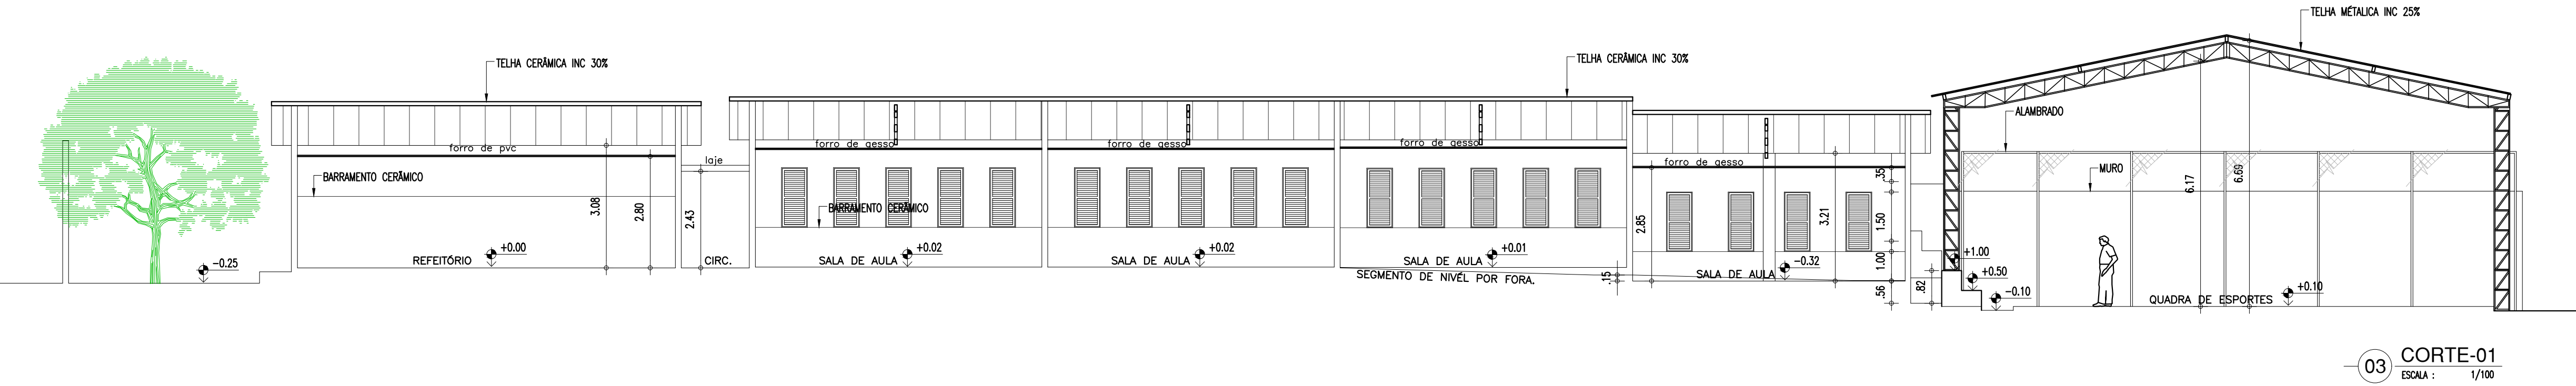 TELHA MÉTALICA INC 25%
TELHA CERÂMICA INC 30%
TELHA CERÂMICA INC 30%
ALAMBRADO
forro de pvc
laje
forro de gesso
forro de gesso
forro de gesso
forro de gesso
BARRAMENTO CERÂMICO
MURO
.35
6.17
6.69
3.08
2.80
2.43
BARRAMENTO CERÂMICO
2.85
3.21
1.50
+0.00
+0.02
+0.02
+0.01
+1.00
-0.25
REFEITÓRIO
CIRC.
SALA DE AULA
SALA DE AULA
SALA DE AULA
-0.32
1.00
+0.50
SEGMENTO DE NIVÉL POR FORA.
.15
SALA DE AULA
.56
.82
-0.10
QUADRA DE ESPORTES
+0.10
03
CORTE-01
ESCALA : 1/100